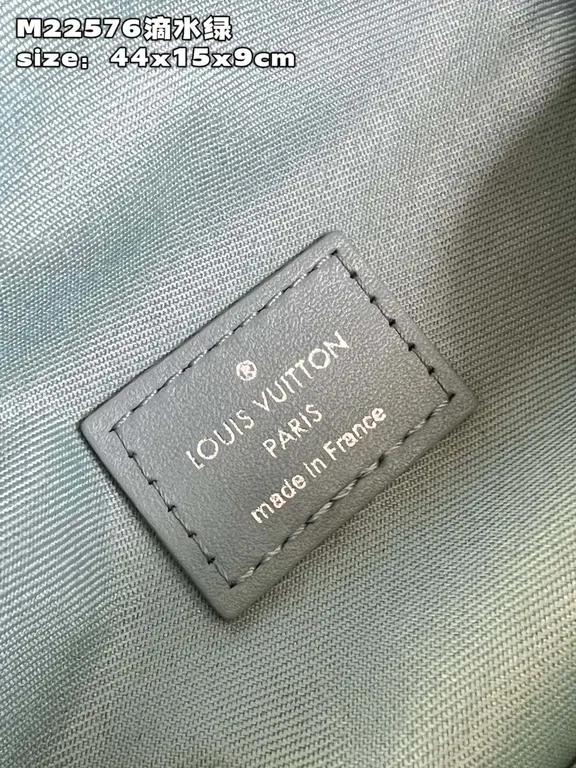 M22576滴水绿
size：44x15x9cm
®
LOUIS VUITTON
PARIS
made in France